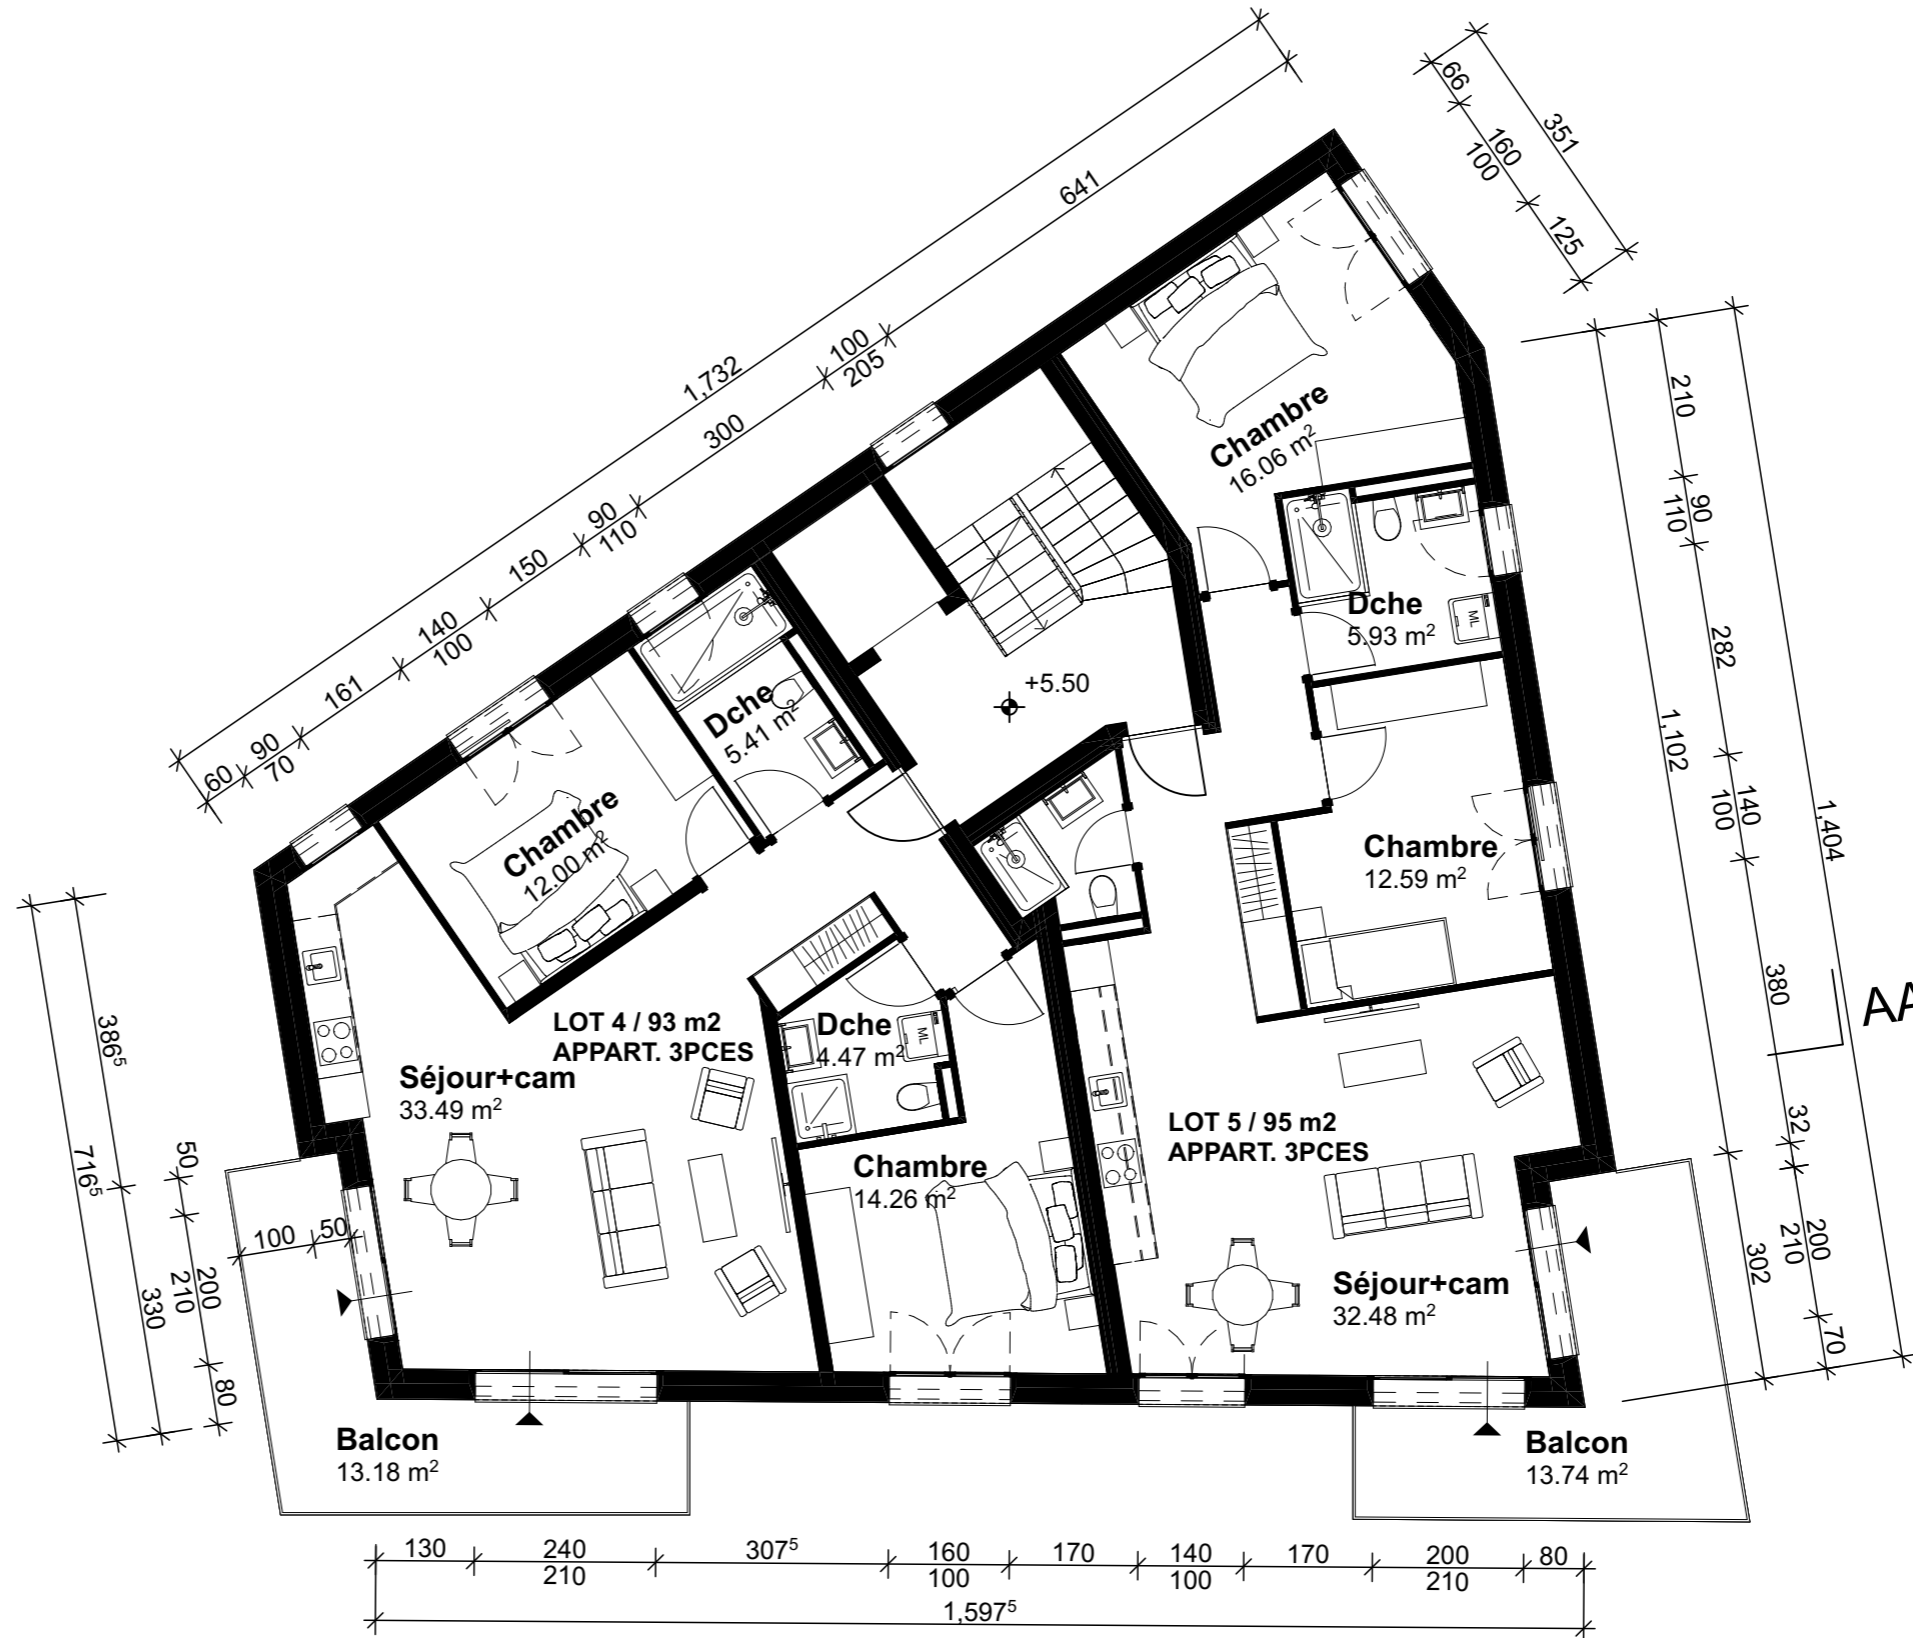 1,732
641
60
90
70
161
140
100
150
90
110
300
100
205
66
160
100
125
351
210
90
110
282
140
100
380
32
200
210
70
1,102
302
1,404
AA
386⁵
716⁵
330
50
200
210
80
100
50
Chambre
16.06 m²
Dche
5.93 m²
+5.50
Dche
5.41 m²
Chambre
12.00 m²
Chambre
12.59 m²
LOT 4 / 93 m2
APPART. 3PCES
Dche
4.47 m²
ML
ML
Séjour+cam
33.49 m²
LOT 5 / 95 m2
APPART. 3PCES
Chambre
14.26 m²
Séjour+cam
32.48 m²
Balcon
13.18 m²
Balcon
13.74 m²
130
240
210
307⁵
160
100
170
140
100
170
200
210
80
1,597⁵